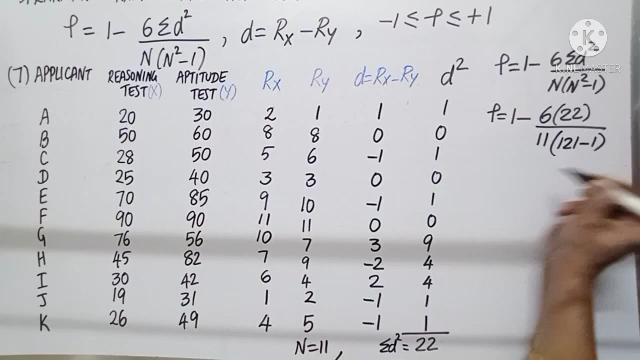 ρ = 1 - 6Σd² / N(N²-1) , d = Rx - Ry , -1 ≤ ρ ≤ +1
(7) APPLICANT REASONING TEST(X) APTITUDE TEST(Y) Rx Ry d=Rx-Ry d²
A 20 30 2 1 1 1
B 50 60 8 8 0 0
C 28 50 5 6 -1 1
D 25 40 3 3 0 0
E 70 85 9 10 -1 1
F 90 90 11 11 0 0
G 76 56 10 7 3 9
H 45 82 7 9 -2 4
I 30 42 6 4 2 4
J 19 31 1 2 -1 1
K 26 49 4 5 -1 1
N=11, Σd²=22
ρ = 1 - 6Σd² / N(N²-1)
ρ = 1 - 6(22) / 11(121-1)